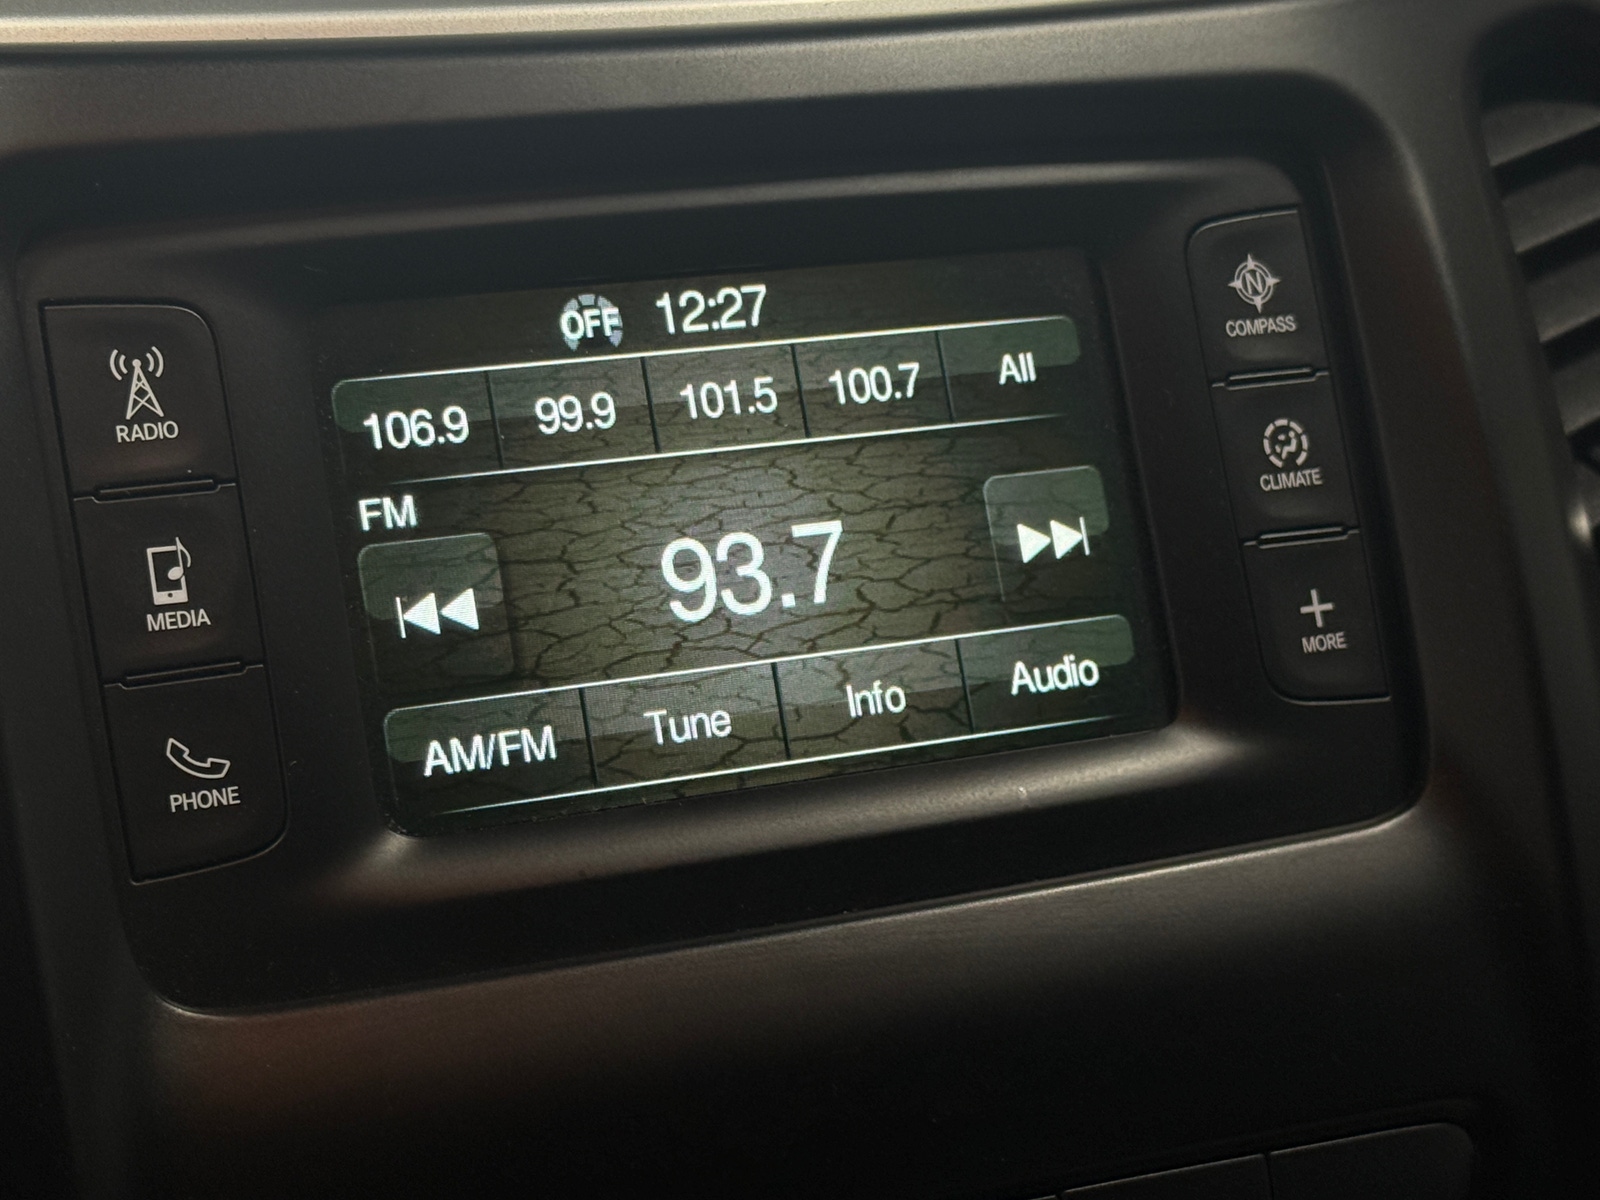 OFF 12:27
106.9 99.9 101.5 100.7 All
FM
93.7
AM/FM Tune Info Audio
RADIO
MEDIA
PHONE
N
COMPASS
CLIMATE
MORE